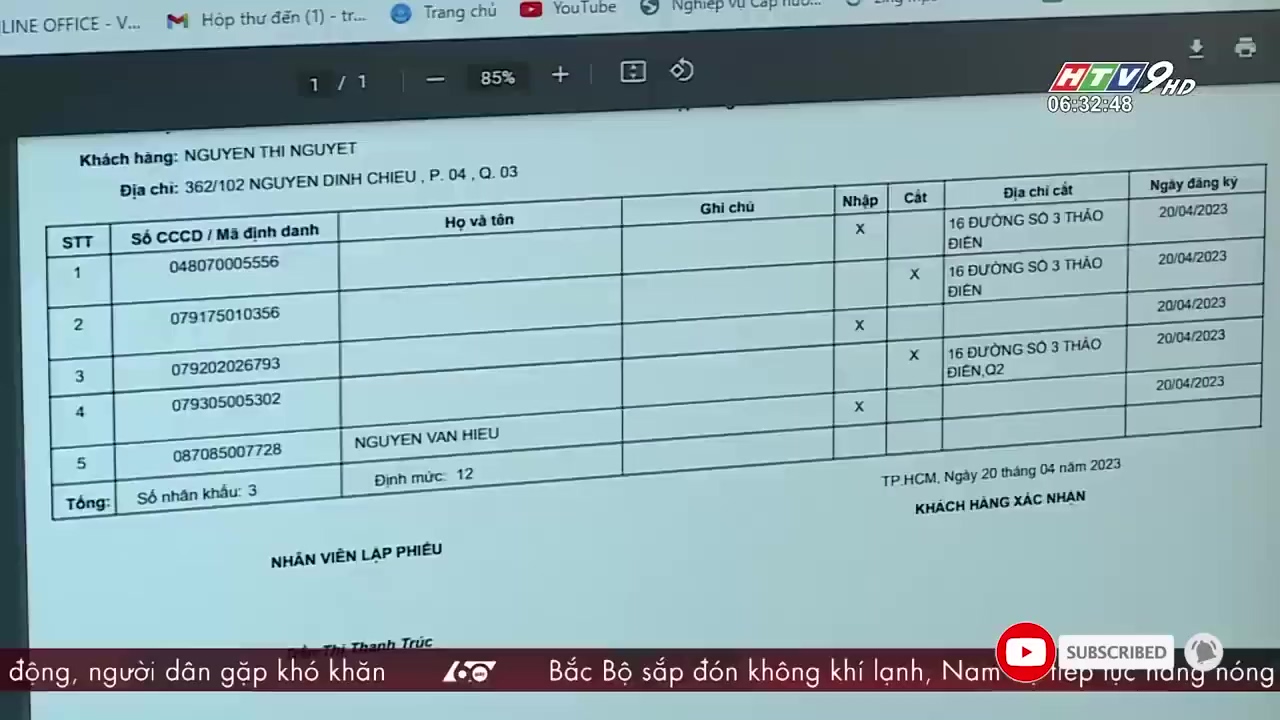 LINE OFFICE - V... Hộp thư đến (1) - tr... Trang chủ YouTube Nghiệp vụ Cấp nước...
1 / 1 85%
HTV9 HD
06:32:48
Khách hàng: NGUYEN THI NGUYET
Địa chỉ: 362/102 NGUYEN DINH CHIEU , P. 04 , Q. 03
STT Số CCCD / Mã định danh Họ và tên Ghi chú Nhập Cắt Địa chỉ cắt Ngày đăng ký
1 048070005556 X 16 ĐƯỜNG SỐ 3 THẢO 20/04/2023
ĐIỀN
2 079175010356 X 16 ĐƯỜNG SỐ 3 THẢO 20/04/2023
ĐIỀN
3 079202026793 X 20/04/2023
4 079305005302 X 16 ĐƯỜNG SỐ 3 THẢO 20/04/2023
ĐIỀN,Q2
5 087085007728 NGUYEN VAN HIEU X 20/04/2023
Tổng: Số nhân khẩu: 3 Định mức: 12
TP.HCM, Ngày 20 tháng 04 năm 2023
NHÂN VIÊN LẬP PHIẾU KHÁCH HÀNG XÁC NHẬN
Thị Thanh Trúc
SUBSCRIBED
động, người dân gặp khó khăn 60 Bắc Bộ sắp đón không khí lạnh, Nam tiếp tục nắng nóng